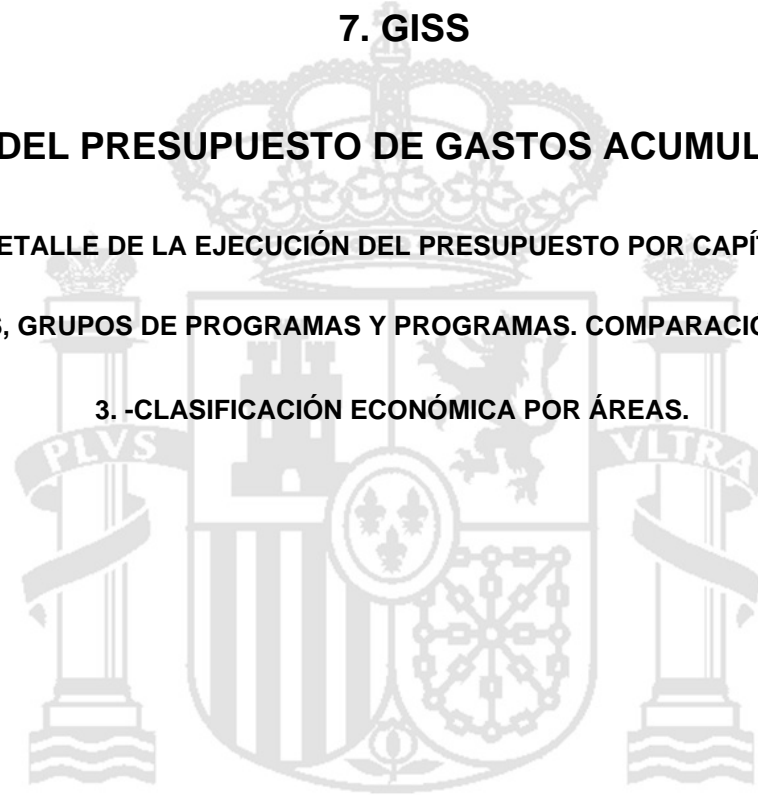 7. GISS
DEL PRESUPUESTO DE GASTOS ACUMUL
ETALLE DE LA EJECUCIÓN DEL PRESUPUESTO POR CAPÍT
S, GRUPOS DE PROGRAMAS Y PROGRAMAS. COMPARACIÓ
3. -CLASIFICACIÓN ECONÓMICA POR ÁREAS.
PLVS
VLTRA